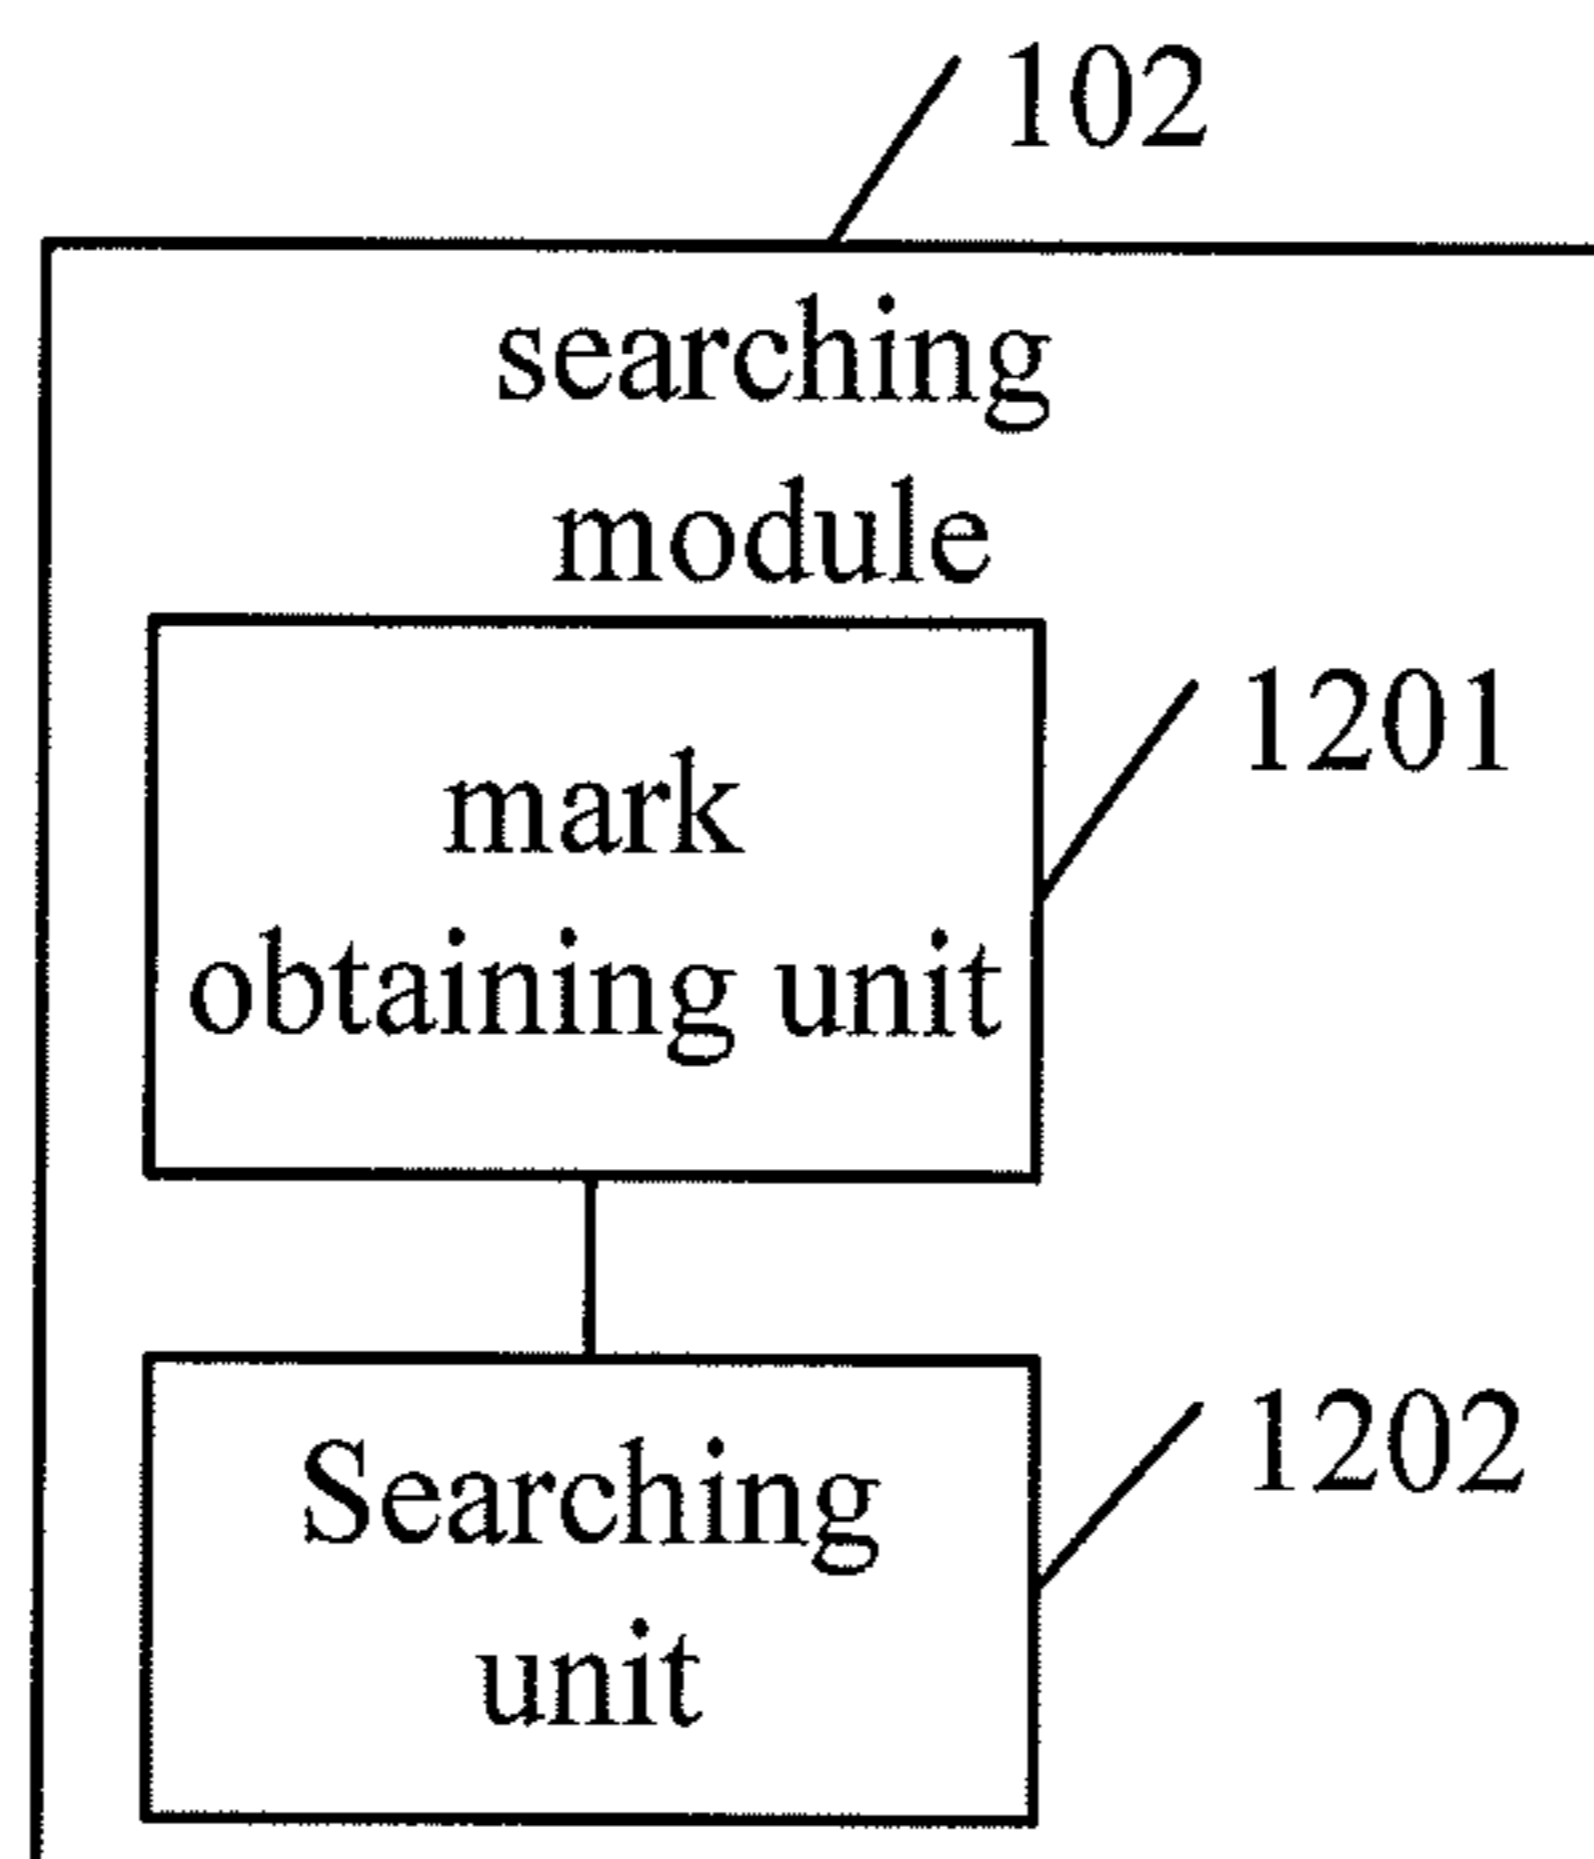 102
searching
module
1201
mark
obtaining unit
1202
Searching
unit